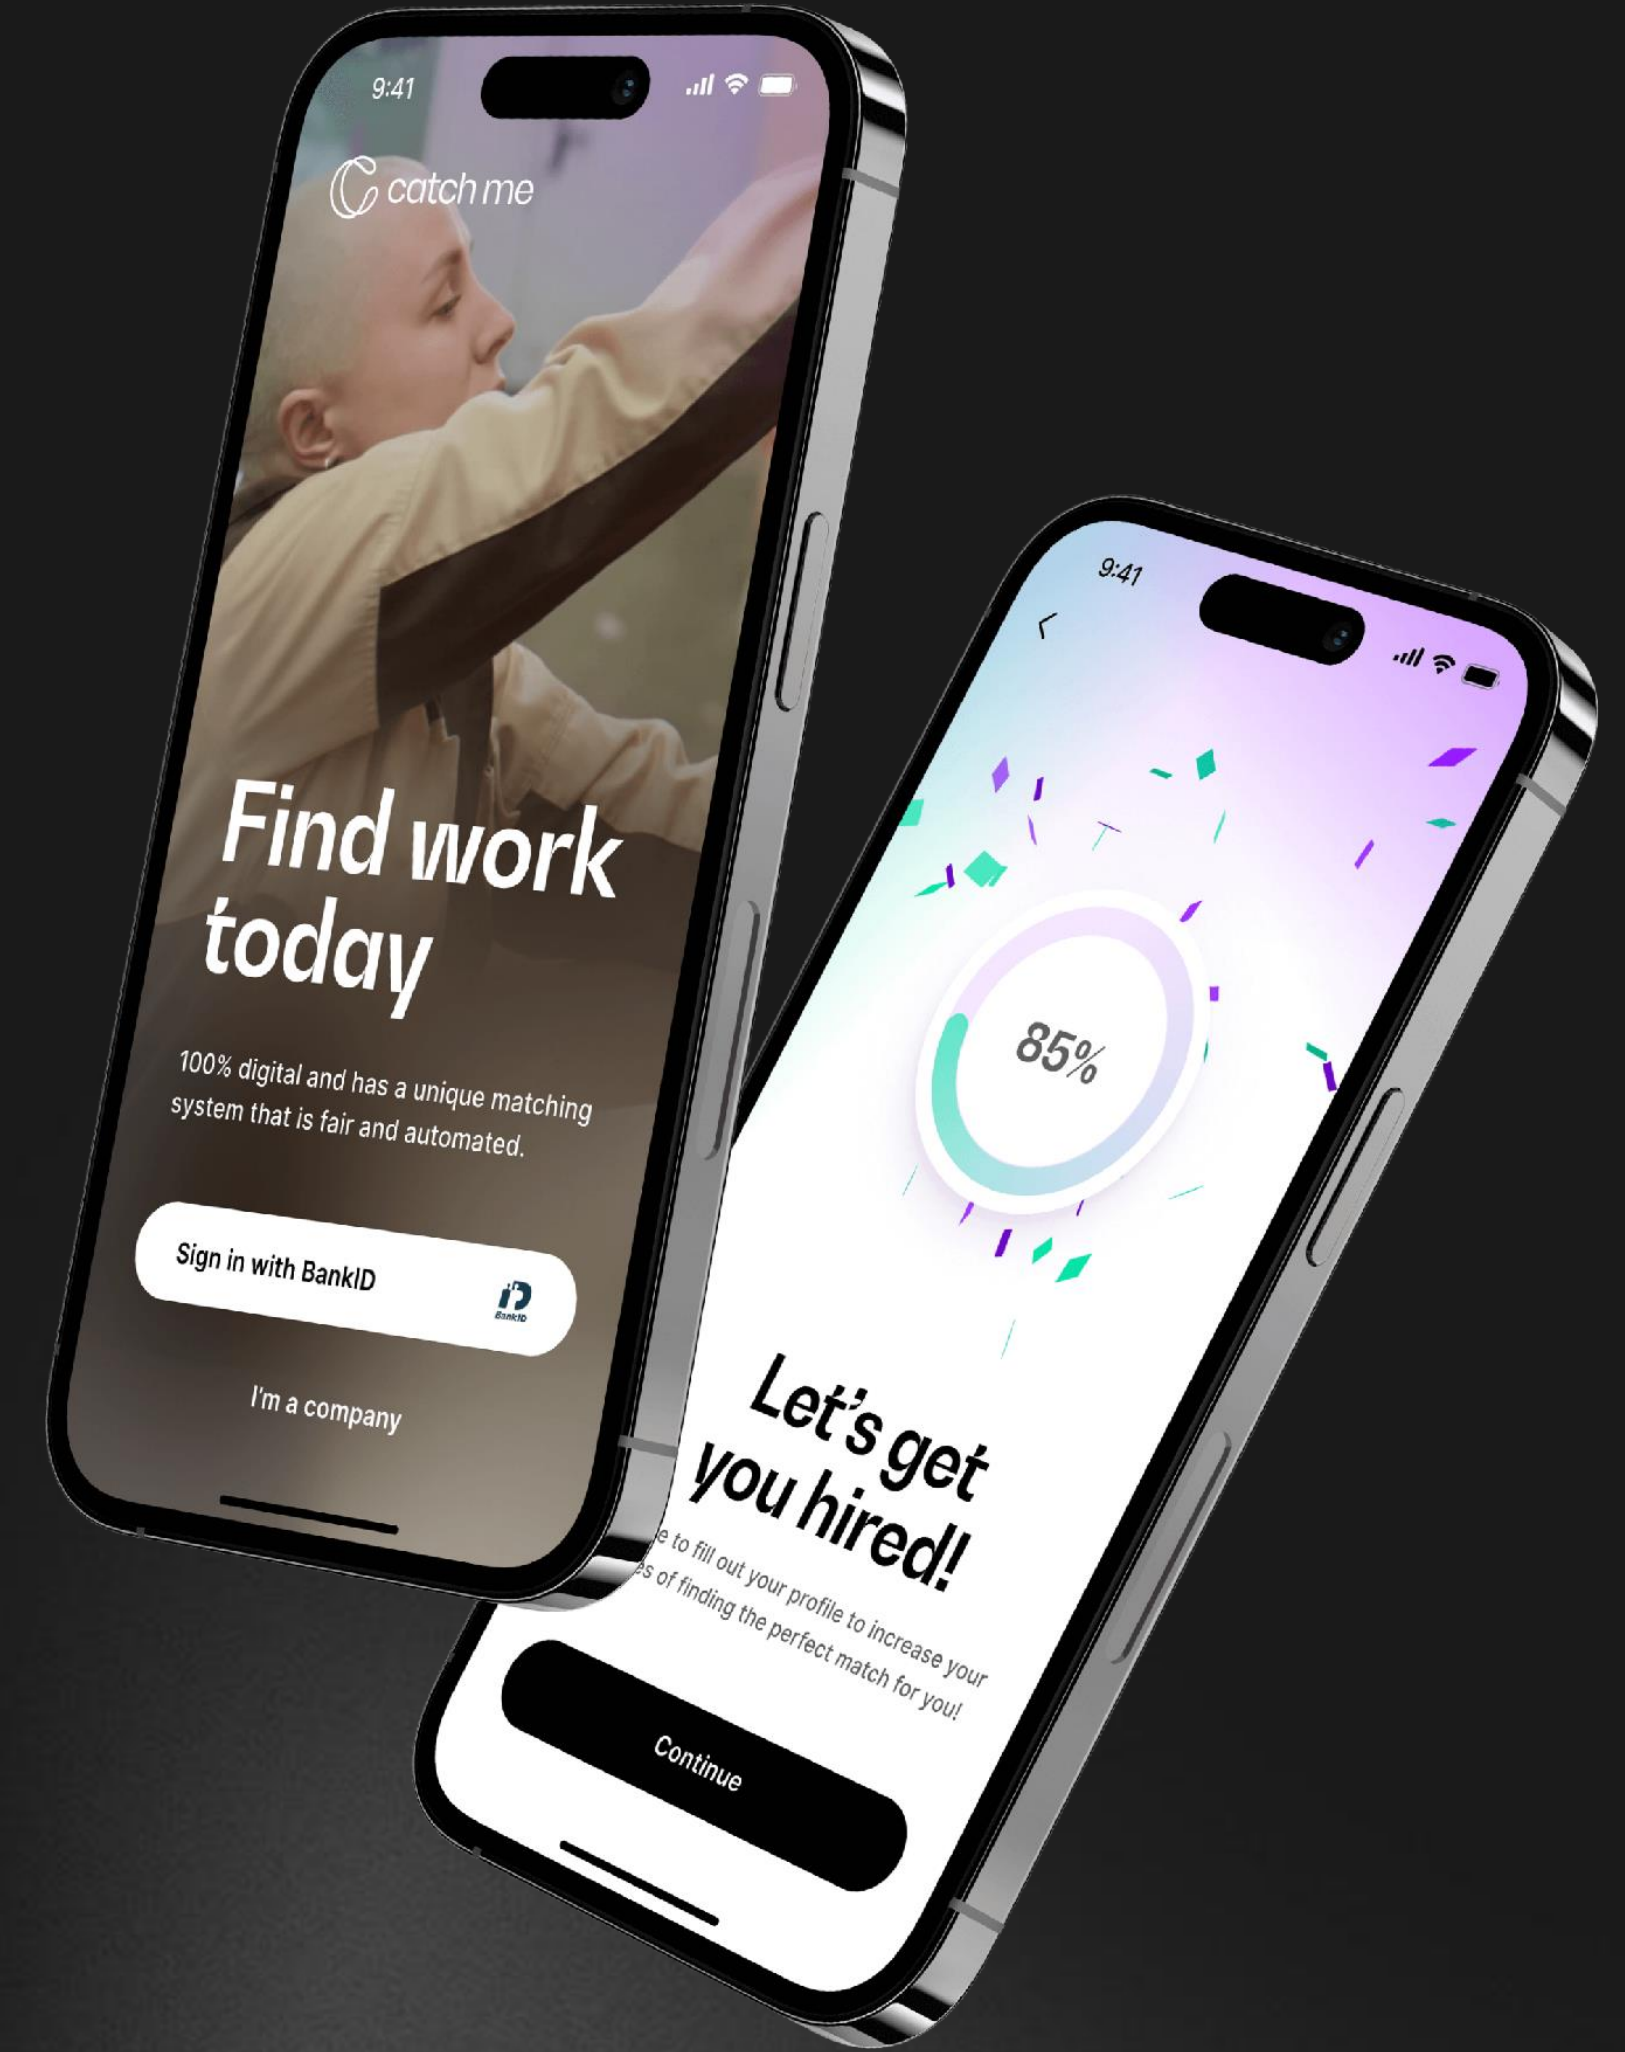 9:41
catch me
Find work
today
100% digital and has a unique matching
system that is fair and automated.
Sign in with BankID
BankID
I'm a company
9:41
85%
Let's get
you hired!
to fill out your profile to increase your
of finding the perfect match for you!
Continue